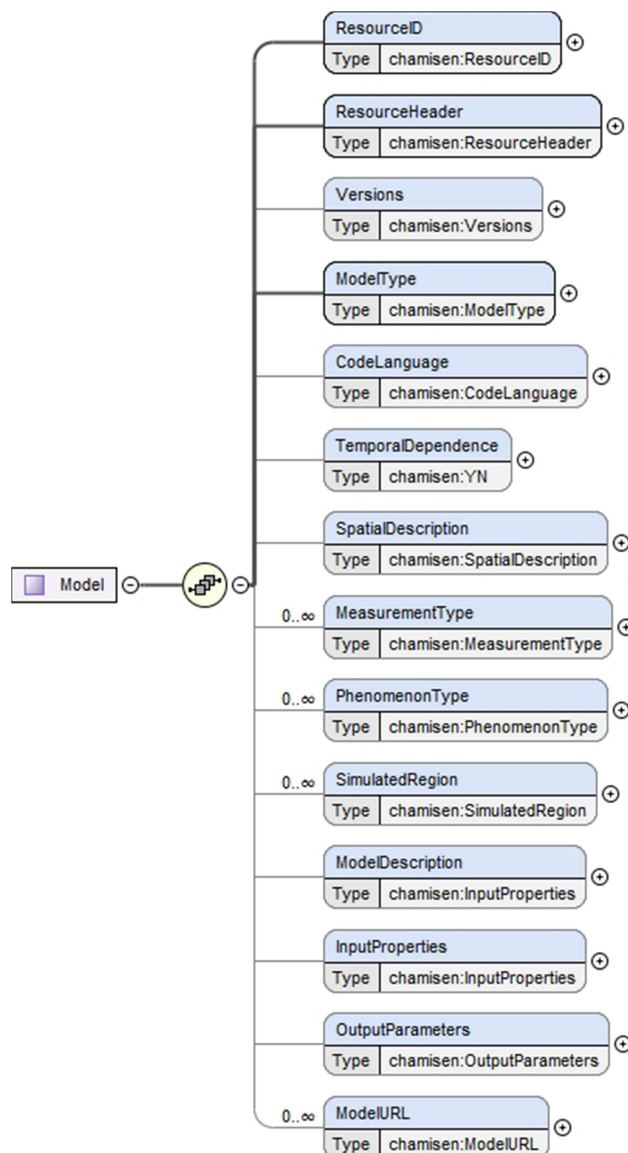 ResourceID
Type chamisen:ResourceID
ResourceHeader
Type chamisen:ResourceHeader
Versions
Type chamisen:Versions
ModelType
Type chamisen:ModelType
CodeLanguage
Type chamisen:CodeLanguage
TemporalDependence
Type chamisen:YN
SpatialDescription
Type chamisen:SpatialDescription
Model
0..∞ MeasurementType
Type chamisen:MeasurementType
0..∞ PhenomenonType
Type chamisen:PhenomenonType
0..∞ SimulatedRegion
Type chamisen:SimulatedRegion
ModelDescription
Type chamisen:InputProperties
InputProperties
Type chamisen:InputProperties
OutputParameters
Type chamisen:OutputParameters
0..∞ ModelURL
Type chamisen:ModelURL